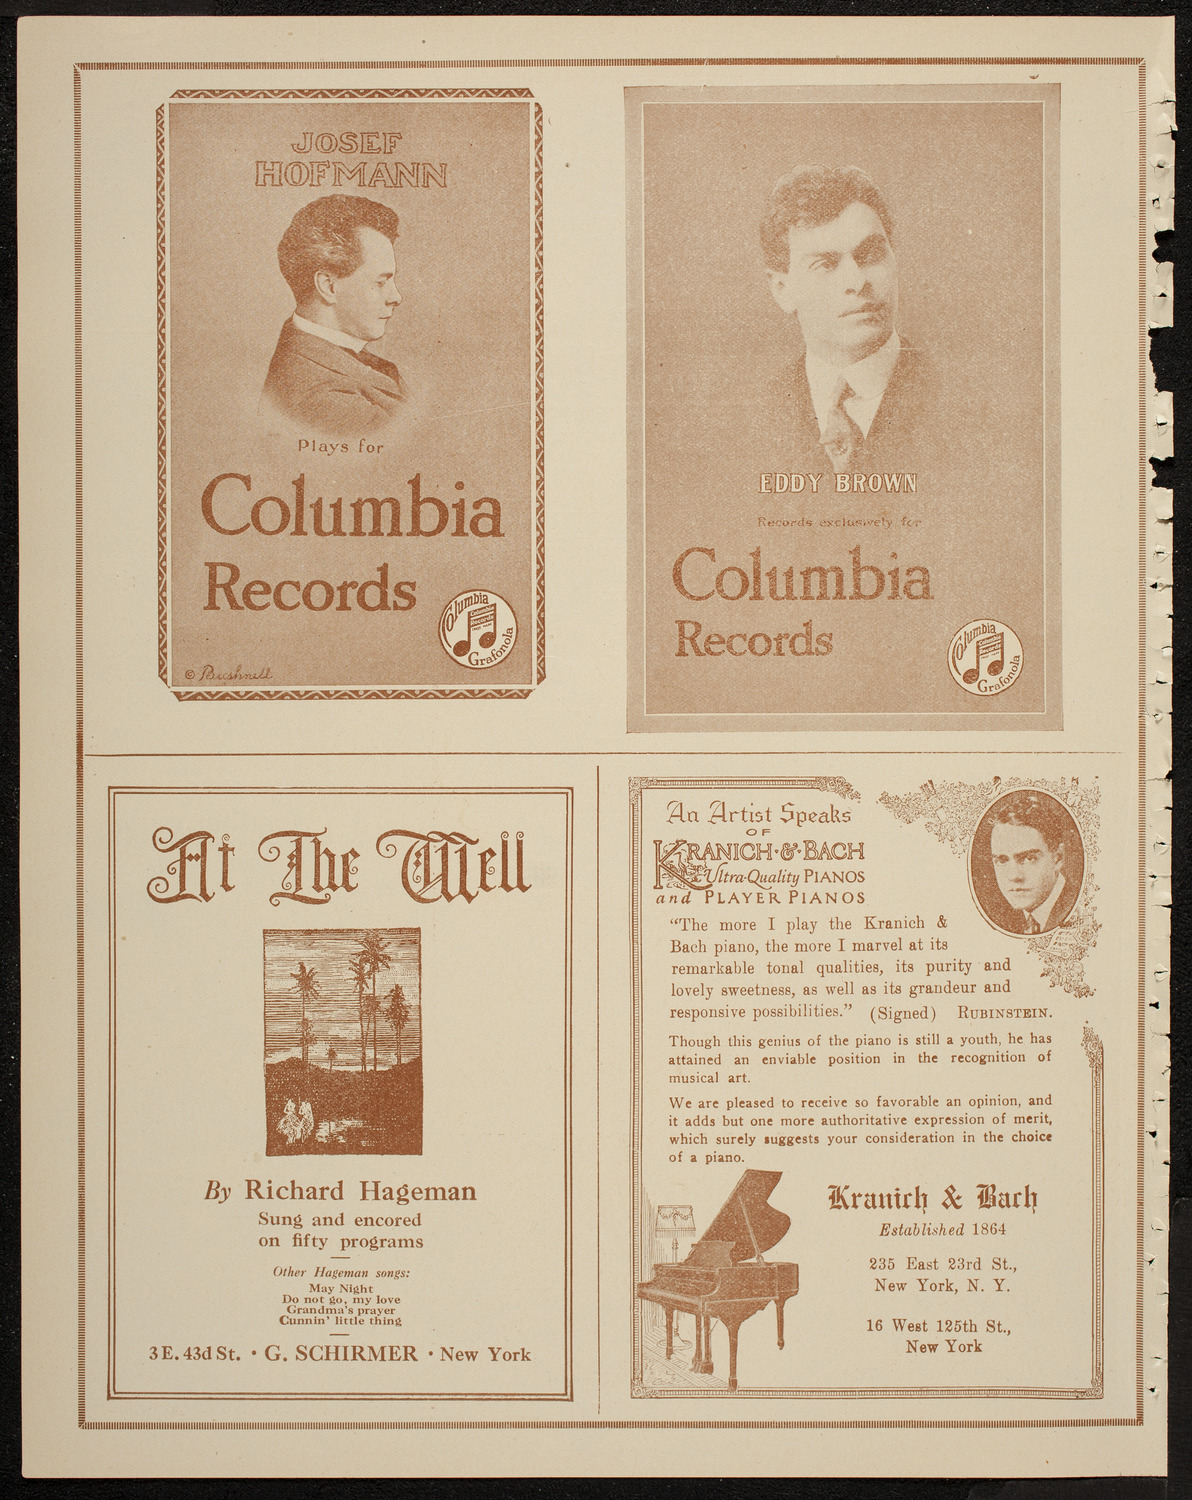 JOSEF
HOFMANN
Plays for
Columbia
Records
Columbia
Grafonola
© Bushnell
EDDY BROWN
Records exclusively for
Columbia
Records
Columbia
Grafonola
At The Well
By Richard Hageman
Sung and encored
on fifty programs
Other Hageman songs:
May Night
Do not go, my love
Grandma's prayer
Cunnin' little thing
3 E. 43d St. · G. SCHIRMER · New York
An Artist Speaks
OF
KRANICH·&·BACH
Ultra-Quality PIANOS
and PLAYER PIANOS
"The more I play the Kranich &
Bach piano, the more I marvel at its
remarkable tonal qualities, its purity and
lovely sweetness, as well as its grandeur and
responsive possibilities." (Signed) RUBINSTEIN.
Though this genius of the piano is still a youth, he has
attained an enviable position in the recognition of
musical art.
We are pleased to receive so favorable an opinion, and
it adds but one more authoritative expression of merit,
which surely suggests your consideration in the choice
of a piano.
Kranich & Bach
Established 1864
235 East 23rd St.,
New York, N. Y.
16 West 125th St.,
New York